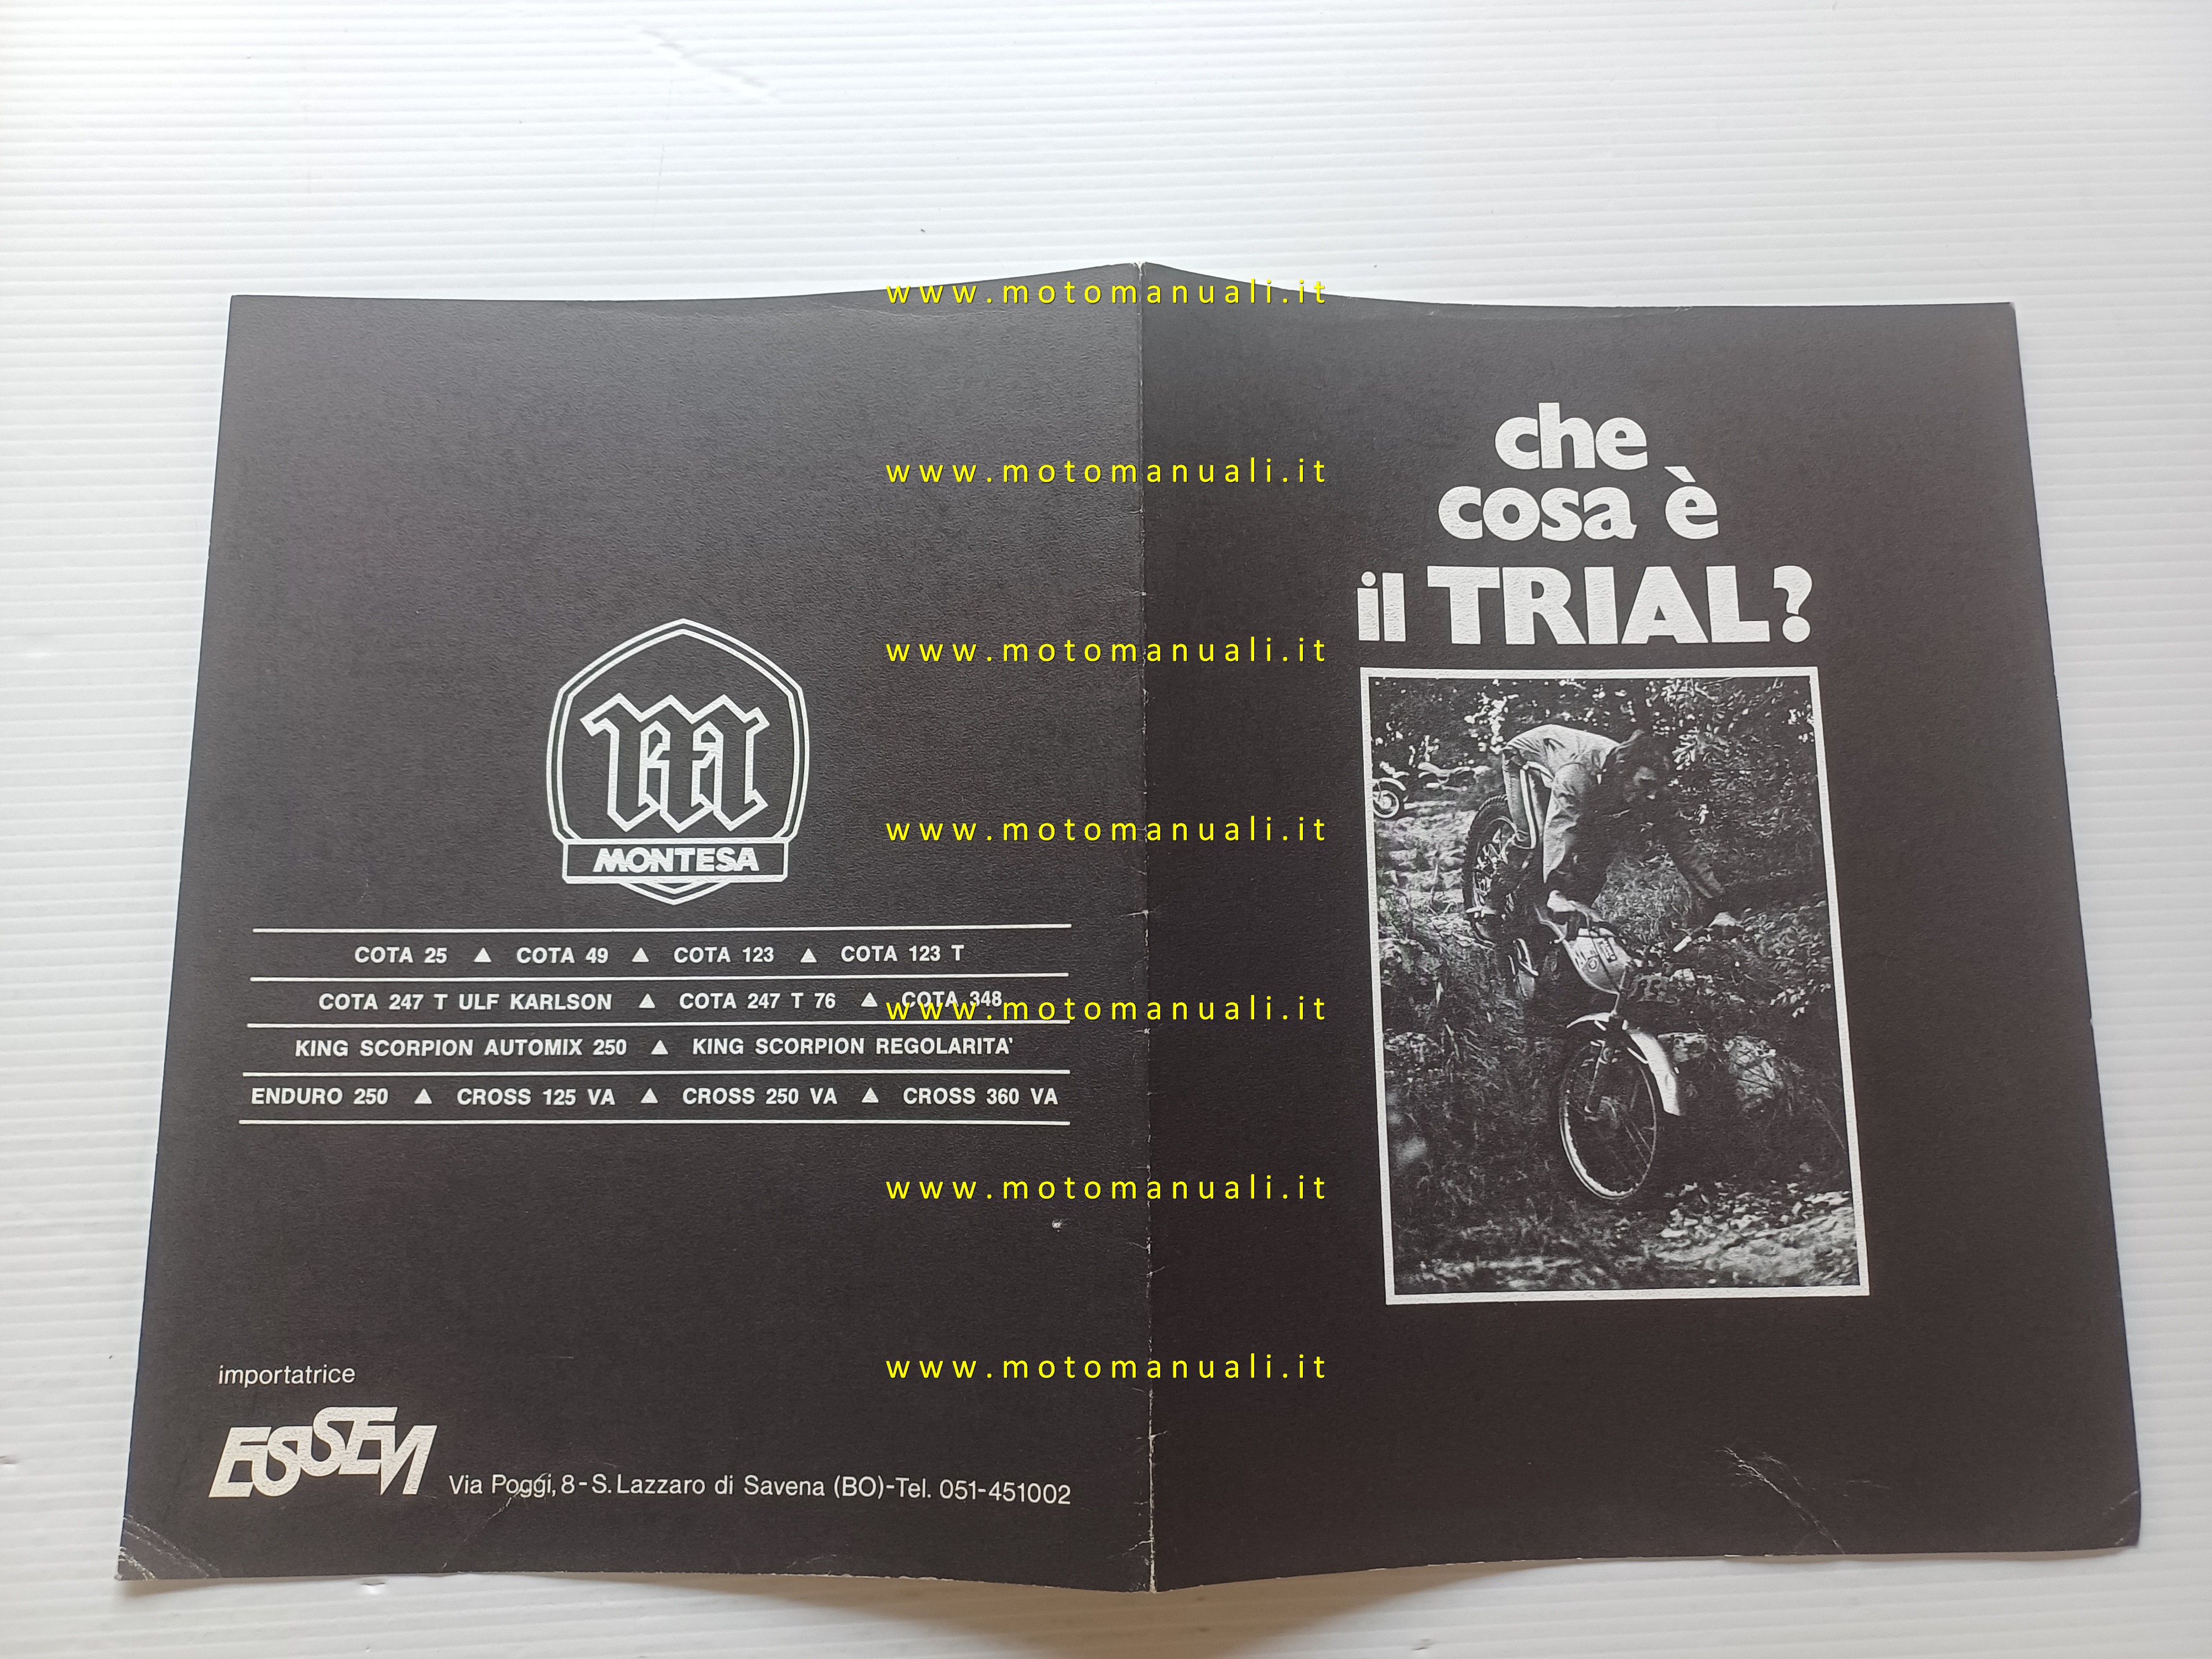 MONTESA
COTA 25 ▲ COTA 49 ▲ COTA 123 ▲ COTA 123 T
COTA 247 T ULF KARLSON ▲ COTA 247 T 76 ▲ COTA 348
KING SCORPION AUTOMIX 250 ▲ KING SCORPION REGOLARITA'
ENDURO 250 ▲ CROSS 125 VA ▲ CROSS 250 VA ▲ CROSS 360 VA
importatrice
ESSEVI
Via Poggi, 8 - S. Lazzaro di Savena (BO) - Tel. 051-451002
che
cosa è
il TRIAL?
www.motomanuali.it
www.motomanuali.it
www.motomanuali.it
www.motomanuali.it
www.motomanuali.it
www.motomanuali.it
www.motomanuali.it